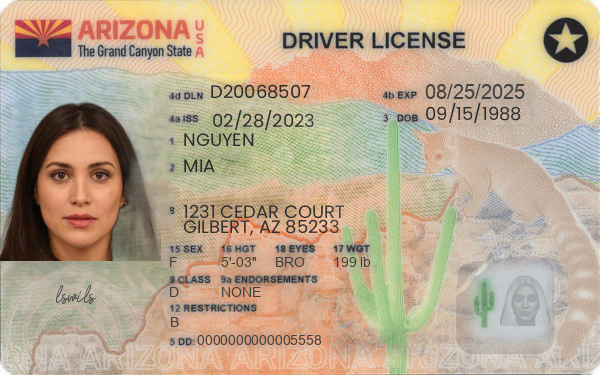 ARIZONA USA
The Grand Canyon State
DRIVER LICENSE
4d DLN D20068507
4b EXP 08/25/2025
4a ISS 02/28/2023
3 DOB 09/15/1988
1 NGUYEN
2 MIA
8 1231 CEDAR COURT
GILBERT, AZ 85233
15 SEX 16 HGT 18 EYES 17 WGT
F 5'-03" BRO 199 lb
9 CLASS 9a ENDORSEMENTS
D NONE
12 RESTRICTIONS
B
5 DD: 0000000000005558
ARIZONA ARIZONA ARIZONA ARIZONA